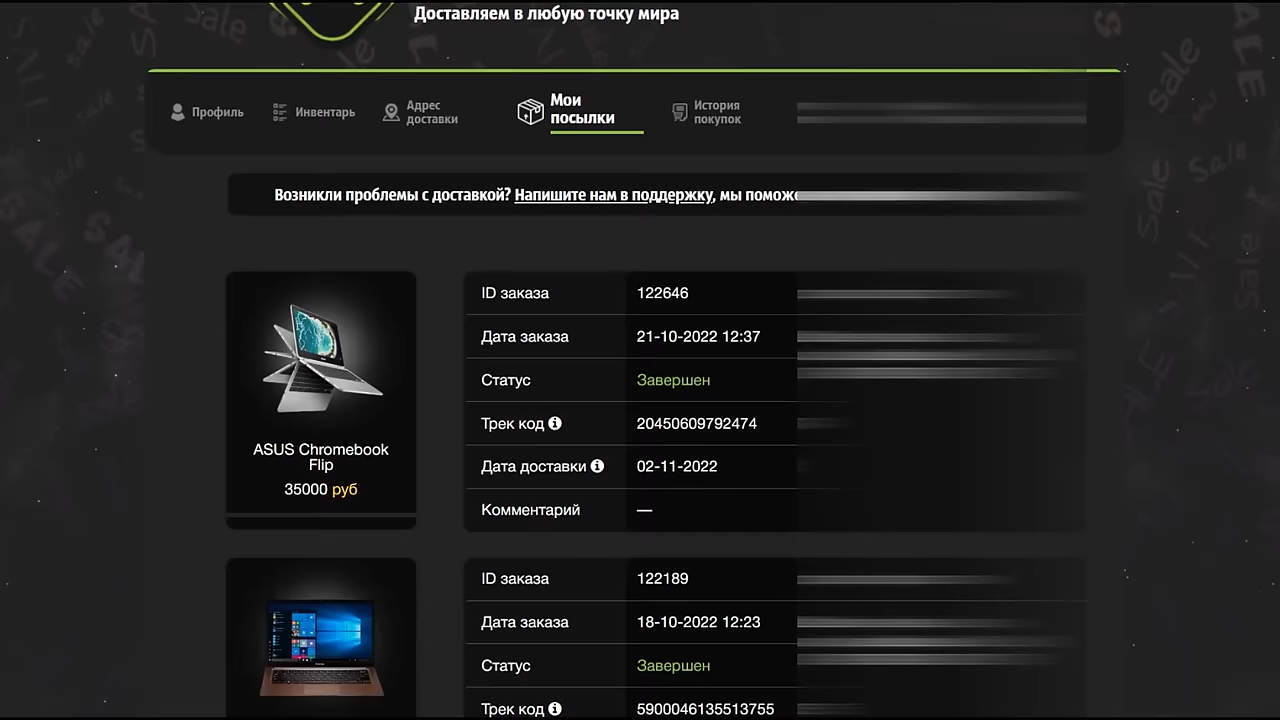 Доставляем в любую точку мира
Профиль
Инвентарь
Адрес
доставки
Мои
посылки
История
покупок
Возникли проблемы с доставкой? Напишите нам в поддержку, мы
ASUS Chromebook
Flip
35000 руб
ID заказа 122646
Дата заказа 21-10-2022 12:37
Статус Завершен
Трек код 20450609792474
Дата доставки 02-11-2022
Комментарий —
ID заказа 122189
Дата заказа 18-10-2022 12:23
Статус Завершен
Трек код 5900046135513755